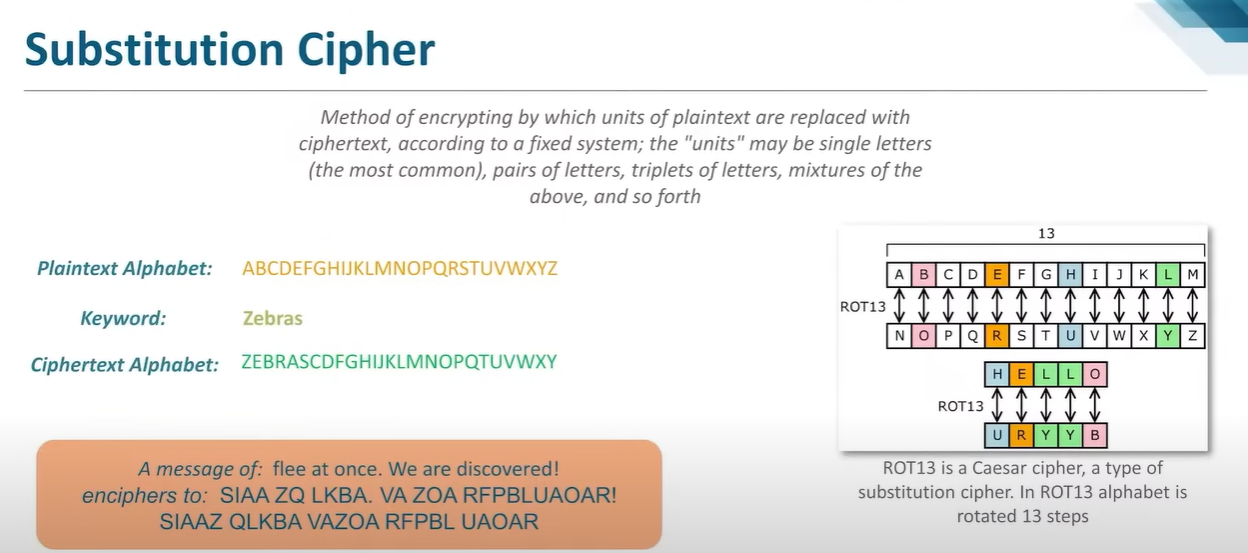 Substitution Cipher
Method of encrypting by which units of plaintext are replaced with
ciphertext, according to a fixed system; the "units" may be single letters
(the most common), pairs of letters, triplets of letters, mixtures of the
above, and so forth
Plaintext Alphabet: ABCDEFGHIJKLMNOPQRSTUVWXYZ
Keyword: Zebras
Ciphertext Alphabet: ZEBRASCDFGHIJKLMNOPQTUVWXY
A message of: flee at once. We are discovered!
enciphers to: SIAA ZQ LKBA. VA ZOA RFPBLUAOAR!
SIAAZ QLKBA VAZOA RFPBL UAOAR
13
A B C D E F G H I J K L M
ROT13
N O P Q R S T U V W X Y Z
H E L L O
ROT13
U R Y Y B
ROT13 is a Caesar cipher, a type of
substitution cipher. In ROT13 alphabet is
rotated 13 steps